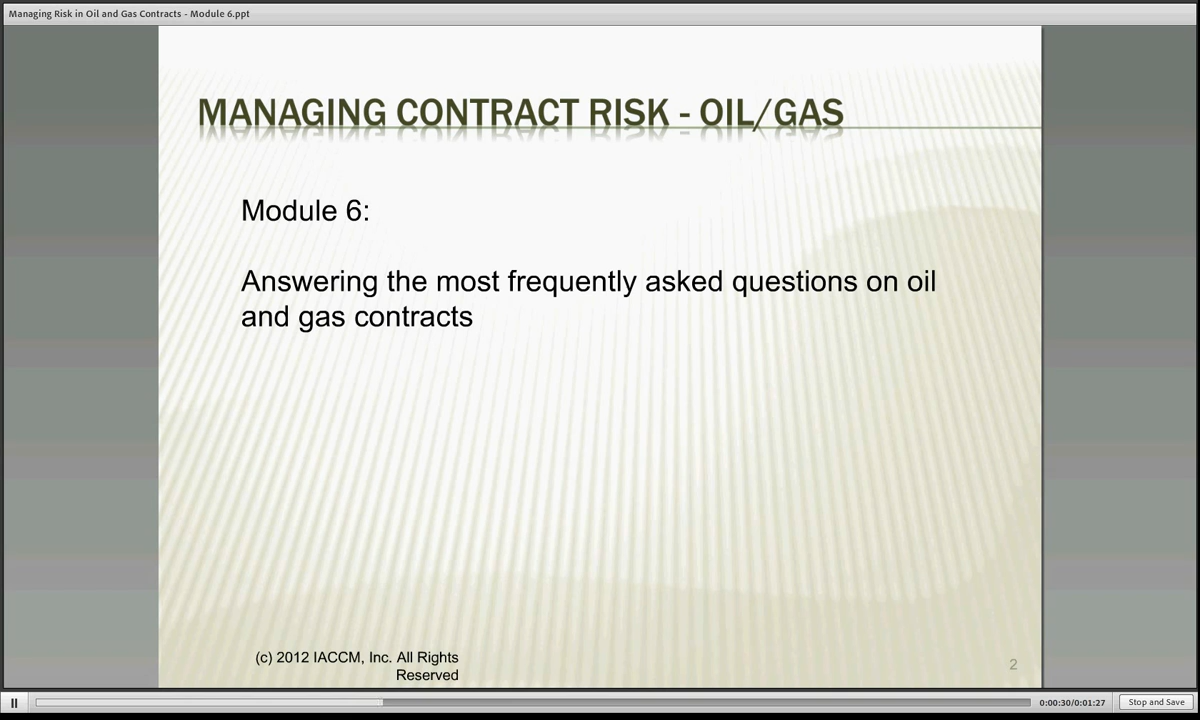 Managing Risk in Oil and Gas Contracts - Module 6.ppt
MANAGING CONTRACT RISK - OIL/GAS
Module 6:
Answering the most frequently asked questions on oil
and gas contracts
(c) 2012 IACCM, Inc. All Rights
Reserved
2
0:00:30/0:01:27
Stop and Save